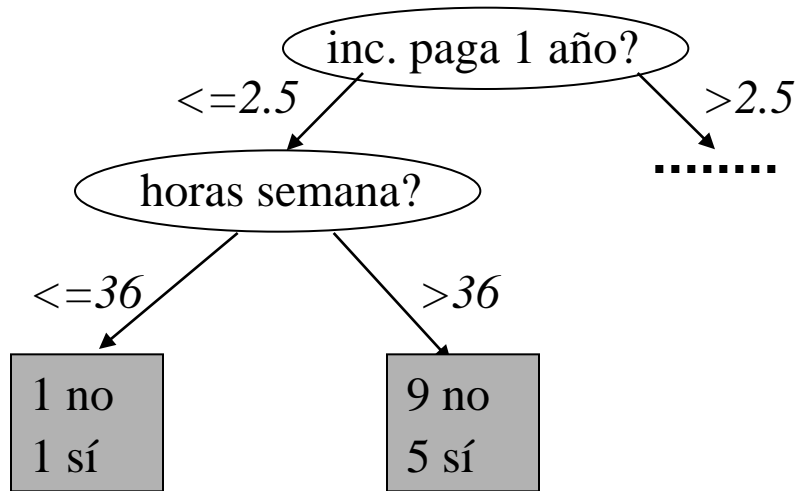 inc. paga 1 año?
<=2.5
>2.5
........
horas semana?
<=36
>36
1 no
1 sí
9 no
5 sí